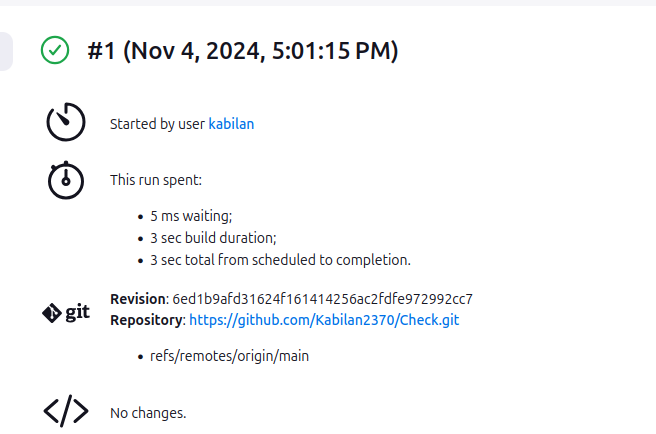 #1 (Nov 4, 2024, 5:01:15 PM)
Started by user kabilan
This run spent:
• 5 ms waiting;
• 3 sec build duration;
• 3 sec total from scheduled to completion.
git
Revision: 6ed1b9afd31624f161414256ac2fdfe972992cc7
Repository: https://github.com/Kabilan2370/Check.git
• refs/remotes/origin/main
No changes.